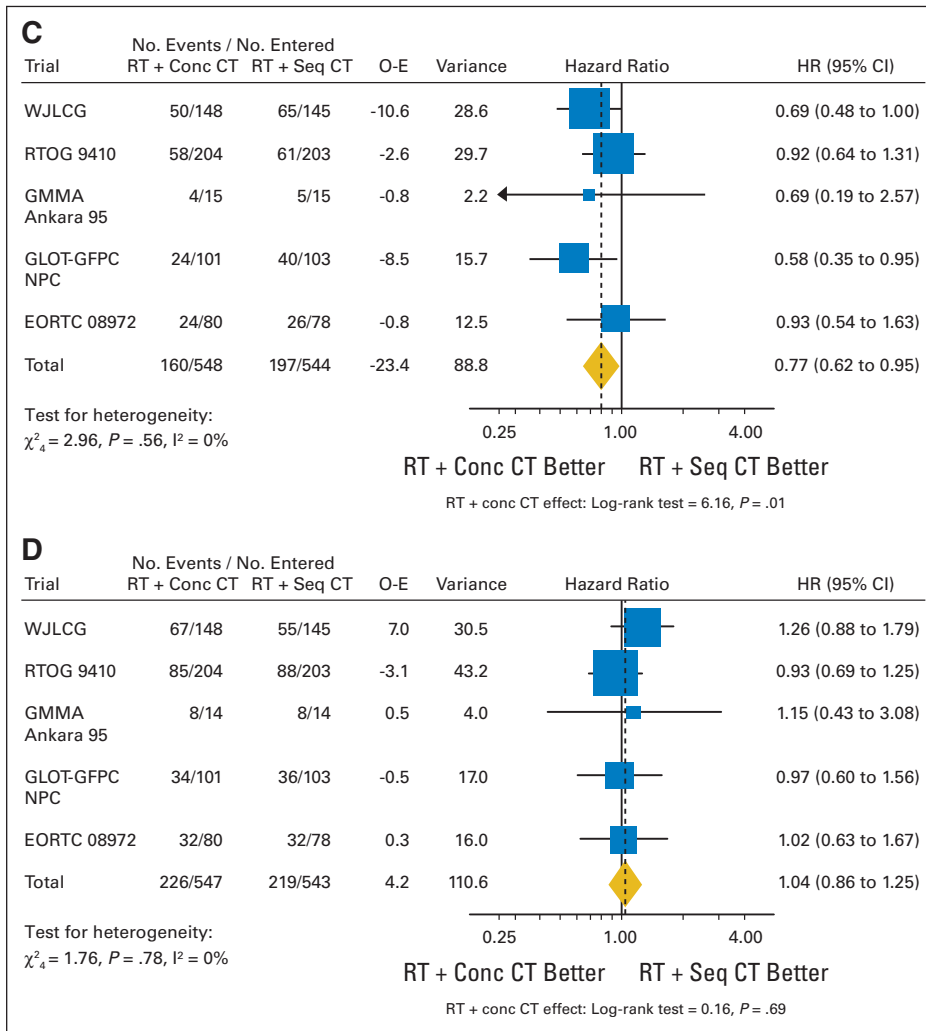 C
No. Events / No. Entered
Trial RT + Conc CT RT + Seq CT O-E Variance Hazard Ratio HR (95% CI)
WJLCG 50/148 65/145 -10.6 28.6 0.69 (0.48 to 1.00)
RTOG 9410 58/204 61/203 -2.6 29.7 0.92 (0.64 to 1.31)
GMMA 4/15 5/15 -0.8 2.2 0.69 (0.19 to 2.57)
Ankara 95
GLOT-GFPC 24/101 40/103 -8.5 15.7 0.58 (0.35 to 0.95)
NPC
EORTC 08972 24/80 26/78 -0.8 12.5 0.93 (0.54 to 1.63)
Total 160/548 197/544 -23.4 88.8 0.77 (0.62 to 0.95)
Test for heterogeneity:
χ²₄ = 2.96, P = .56, I² = 0%
0.25 1.00 4.00
RT + Conc CT Better RT + Seq CT Better
RT + conc CT effect: Log-rank test = 6.16, P = .01
D
No. Events / No. Entered
Trial RT + Conc CT RT + Seq CT O-E Variance Hazard Ratio HR (95% CI)
WJLCG 67/148 55/145 7.0 30.5 1.26 (0.88 to 1.79)
RTOG 9410 85/204 88/203 -3.1 43.2 0.93 (0.69 to 1.25)
GMMA 8/14 8/14 0.5 4.0 1.15 (0.43 to 3.08)
Ankara 95
GLOT-GFPC 34/101 36/103 -0.5 17.0 0.97 (0.60 to 1.56)
NPC
EORTC 08972 32/80 32/78 0.3 16.0 1.02 (0.63 to 1.67)
Total 226/547 219/543 4.2 110.6 1.04 (0.86 to 1.25)
Test for heterogeneity:
χ²₄ = 1.76, P = .78, I² = 0%
0.25 1.00 4.00
RT + Conc CT Better RT + Seq CT Better
RT + conc CT effect: Log-rank test = 0.16, P = .69